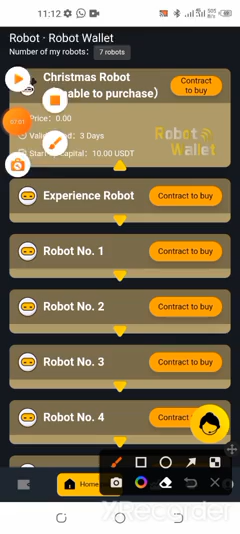 11:12
Robot · Robot Wallet
Number of my robots: 7 robots
Christmas Robot
able to purchase)
Contract to buy
Price: 0.00
Valid
ed: 3 Days
Start
capital: 10.00 USDT
Robot
Wallet
Experience Robot
Contract to buy
Robot No. 1
Contract to buy
Robot No. 2
Contract to buy
Robot No. 3
Contract to buy
Robot No. 4
Contract
Home
XRecorder